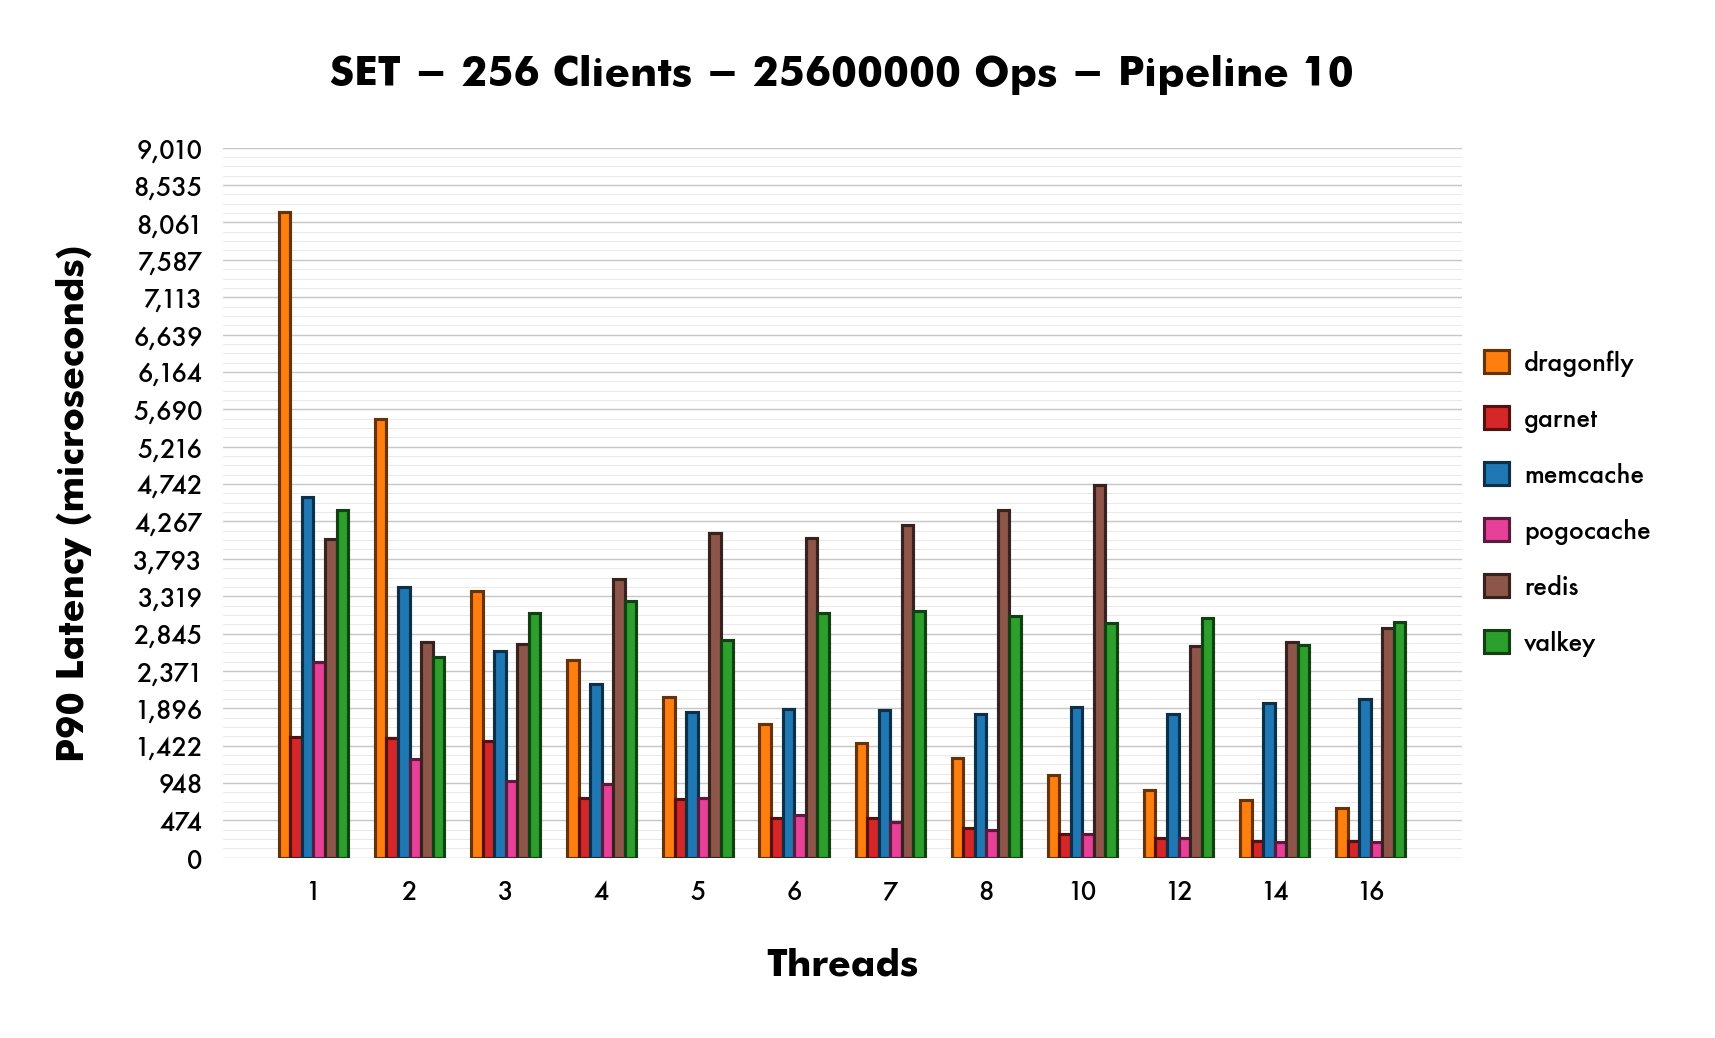 SET – 256 Clients – 25600000 Ops – Pipeline 10
P90 Latency (microseconds)
9,010
8,535
8,061
7,587
7,113
6,639
6,164
5,690
5,216
4,742
4,267
3,793
3,319
2,845
2,371
1,896
1,422
948
474
0
1 2 3 4 5 6 7 8 10 12 14 16
Threads
dragonfly
garnet
memcache
pogocache
redis
valkey